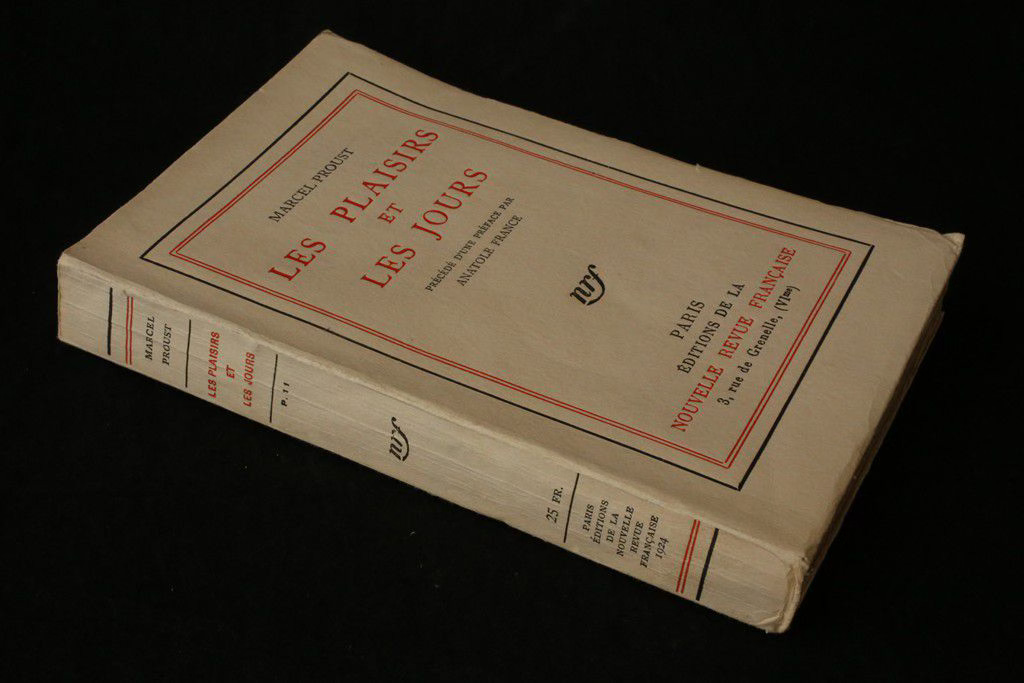 MARCEL PROUST
LES PLAISIRS
ET
LES JOURS
PRÉCÉDÉ D'UNE PRÉFACE PAR
ANATOLE FRANCE
nrf
PARIS
ÉDITIONS DE LA
NOUVELLE REVUE FRANÇAISE
3, rue de Grenelle, (VIme)
MARCEL
PROUST
LES PLAISIRS
ET
LES JOURS
P. 11
nrf
25 FR.
PARIS
ÉDITIONS
DE LA
NOUVELLE
REVUE
FRANÇAISE
1924